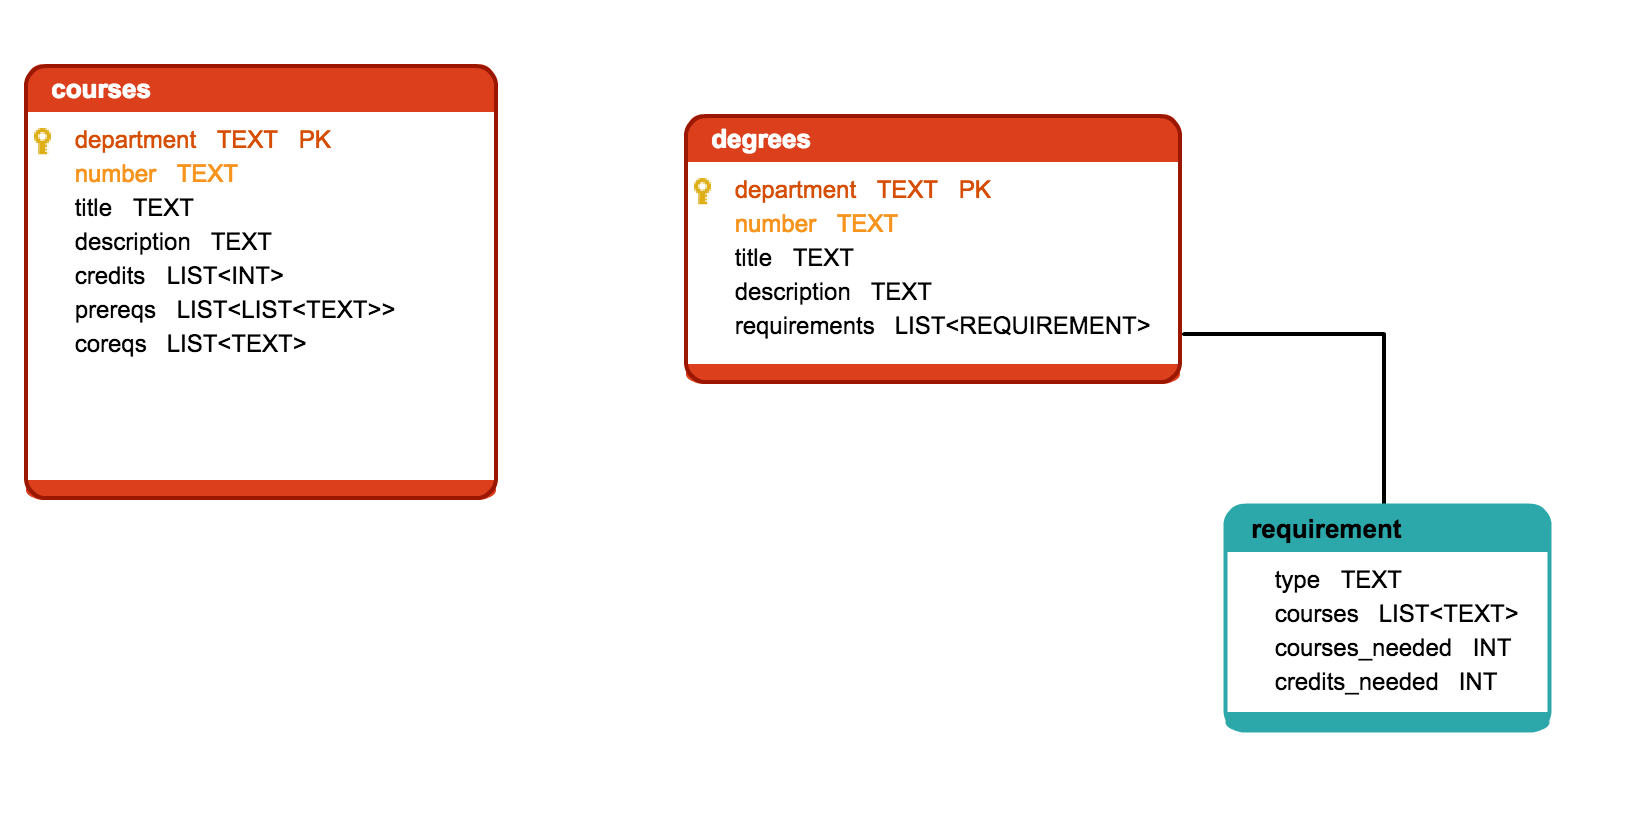 courses
department TEXT PK
number TEXT
title TEXT
description TEXT
credits LIST<INT>
prereqs LIST<LIST<TEXT>>
coreqs LIST<TEXT>
degrees
department TEXT PK
number TEXT
title TEXT
description TEXT
requirements LIST<REQUIREMENT>
requirement
type TEXT
courses LIST<TEXT>
courses_needed INT
credits_needed INT